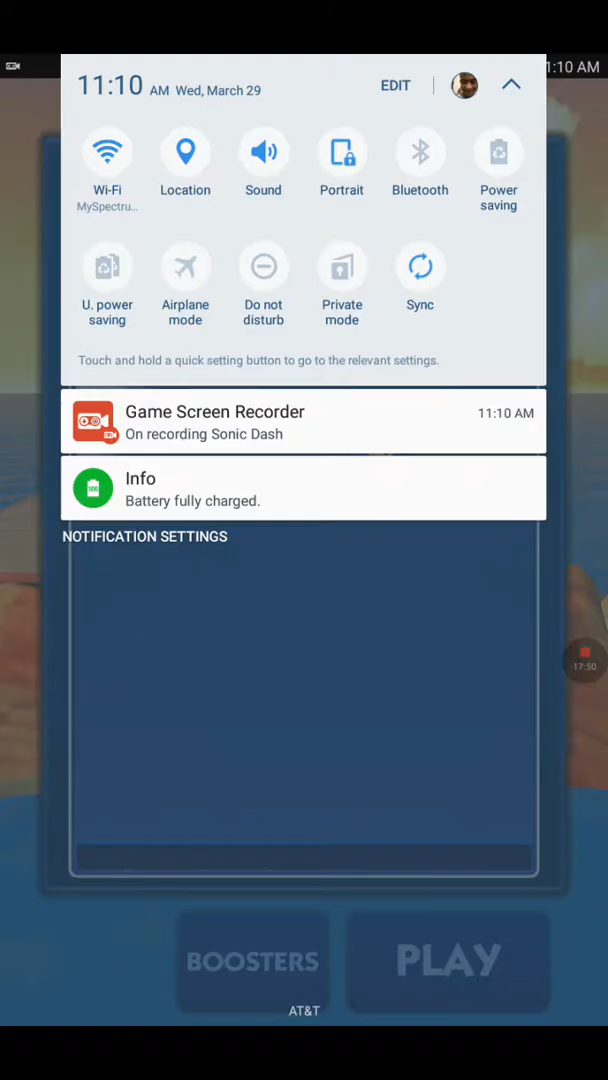 1:10 AM
11:10 AM Wed, March 29 EDIT
Wi-Fi Location Sound Portrait Bluetooth Power saving
MySpectru...
U. power saving Airplane mode Do not disturb Private mode Sync
Touch and hold a quick setting button to go to the relevant settings.
Game Screen Recorder 11:10 AM
On recording Sonic Dash
Info
Battery fully charged.
NOTIFICATION SETTINGS
17:50
BOOSTERS PLAY
AT&T